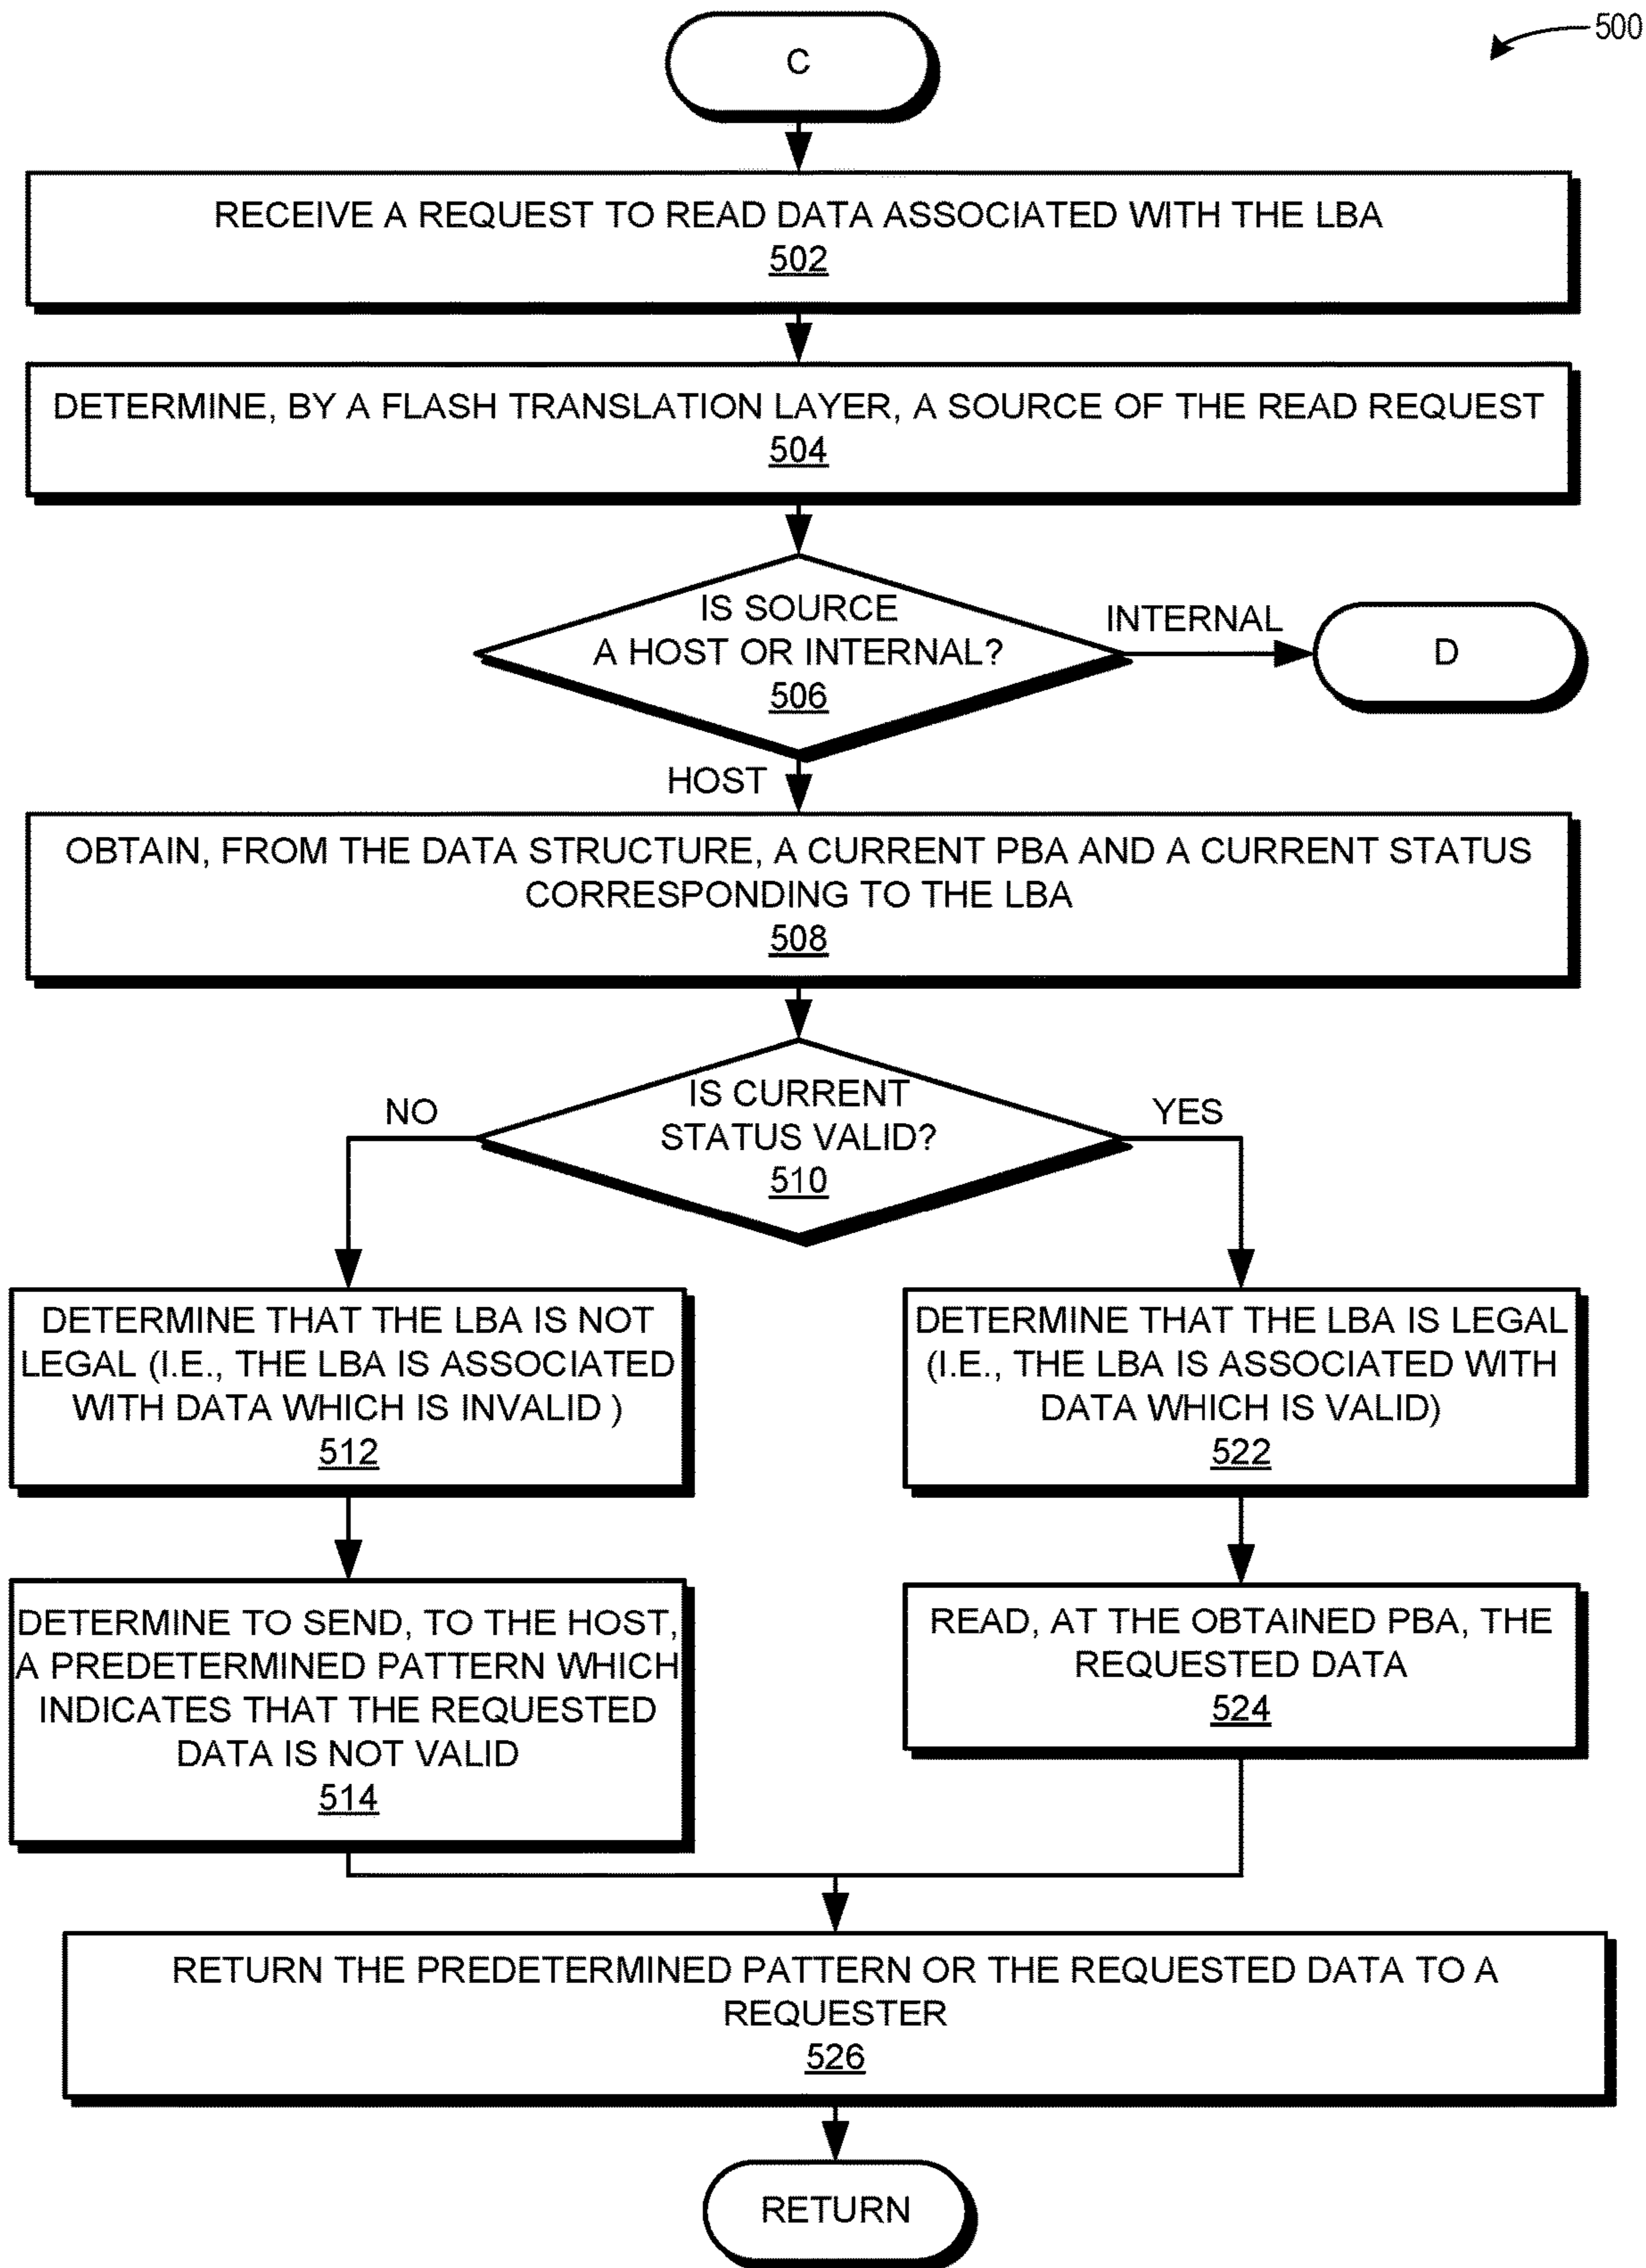 500
C
RECEIVE A REQUEST TO READ DATA ASSOCIATED WITH THE LBA
502
DETERMINE, BY A FLASH TRANSLATION LAYER, A SOURCE OF THE READ REQUEST
504
IS SOURCE
A HOST OR INTERNAL?
506
INTERNAL
D
HOST
OBTAIN, FROM THE DATA STRUCTURE, A CURRENT PBA AND A CURRENT STATUS
CORRESPONDING TO THE LBA
508
IS CURRENT
STATUS VALID?
510
NO
YES
DETERMINE THAT THE LBA IS NOT
LEGAL (I.E., THE LBA IS ASSOCIATED
WITH DATA WHICH IS INVALID )
512
DETERMINE THAT THE LBA IS LEGAL
(I.E., THE LBA IS ASSOCIATED WITH
DATA WHICH IS VALID)
522
DETERMINE TO SEND, TO THE HOST,
A PREDETERMINED PATTERN WHICH
INDICATES THAT THE REQUESTED
DATA IS NOT VALID
514
READ, AT THE OBTAINED PBA, THE
REQUESTED DATA
524
RETURN THE PREDETERMINED PATTERN OR THE REQUESTED DATA TO A
REQUESTER
526
RETURN